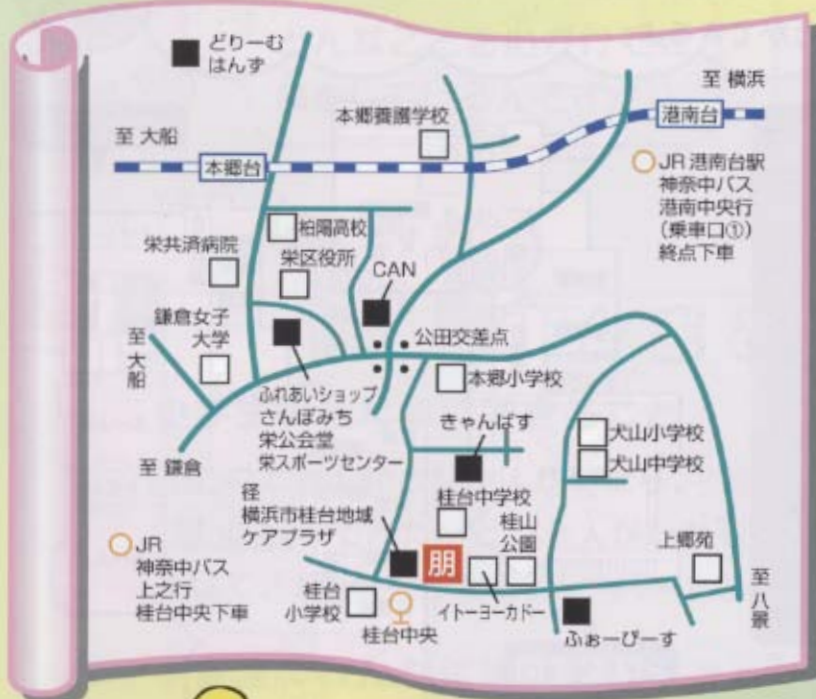 どりーむ
はんず
至 横浜
港南台
本郷養護学校
至 大船
本郷台
JR 港南台駅
神奈中バス
港南中央行
(乗車口①)
終点下車
柏陽高校
栄共済病院
栄区役所
CAN
鎌倉女子
大学
至 大船
公田交差点
本郷小学校
ふれあいショップ
さんぽみち
栄公会堂
栄スポーツセンター
きゃんばす
犬山小学校
犬山中学校
至 鎌倉
径
横浜市桂台地域
ケアプラザ
桂台中学校
桂山
公園
朋
上郷苑
至 八景
JR
神奈中バス
上之行
桂台中央下車
桂台
小学校
桂台中央
イトーヨーカドー
ふぉーぴーす